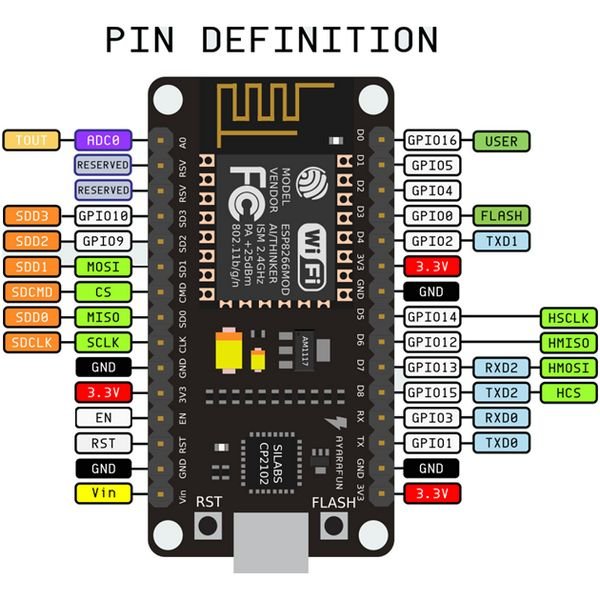 PIN DEFINITION
TOUT ADC0 A0 D0 GPIO16 USER
RESERVED RSV D1 GPIO5
RESERVED RSV D2 GPIO4
SDD3 GPIO10 SD3 D3 GPIO0 FLASH
SDD2 GPIO9 SD2 D4 GPIO2 TXD1
SDD1 MOSI SD1 3V3 3.3V
SDCMD CS CMD GND GND
SDD0 MISO SDO D5 GPIO14 HSCLK
SDCLK SCLK CLK D6 GPIO12 HMISO
GND GND D7 GPIO13 RXD2 HMOSI
3.3V 3V3 D8 GPIO15 TXD2 HCS
EN EN RX GPIO3 RXD0
RST RST TX GPIO1 TXD0
GND GND GND GND
Vin Vin 3V3 3.3V
MODEL ESP8266MOD
VENDOR AI/THINKER
ISM 2.4GHz
PA +25dBm
802.11b/g/n
FCC
WiFi
AM1117
SILABS
CP2102
AYARAFUN
RST
FLASH